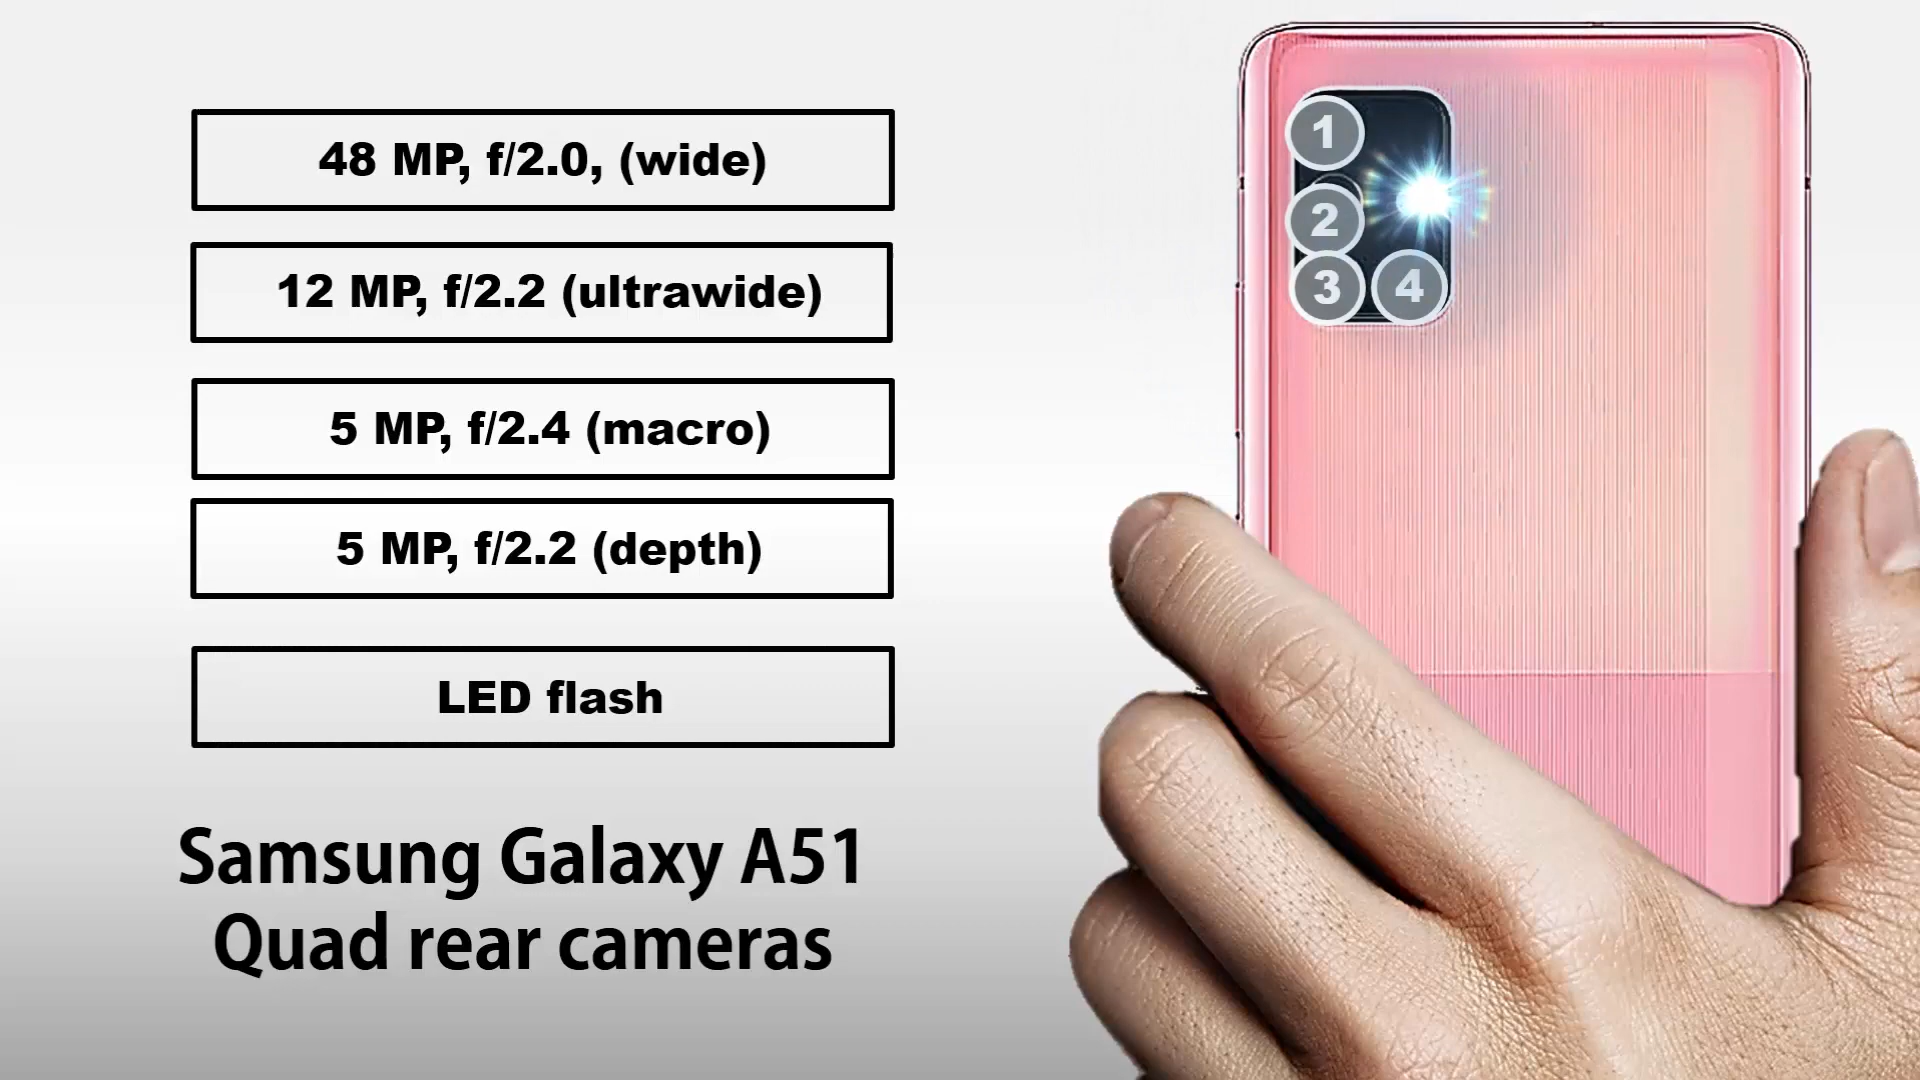 48 MP, f/2.0, (wide)
12 MP, f/2.2 (ultrawide)
5 MP, f/2.4 (macro)
5 MP, f/2.2 (depth)
LED flash
Samsung Galaxy A51
Quad rear cameras
1
2
3 4